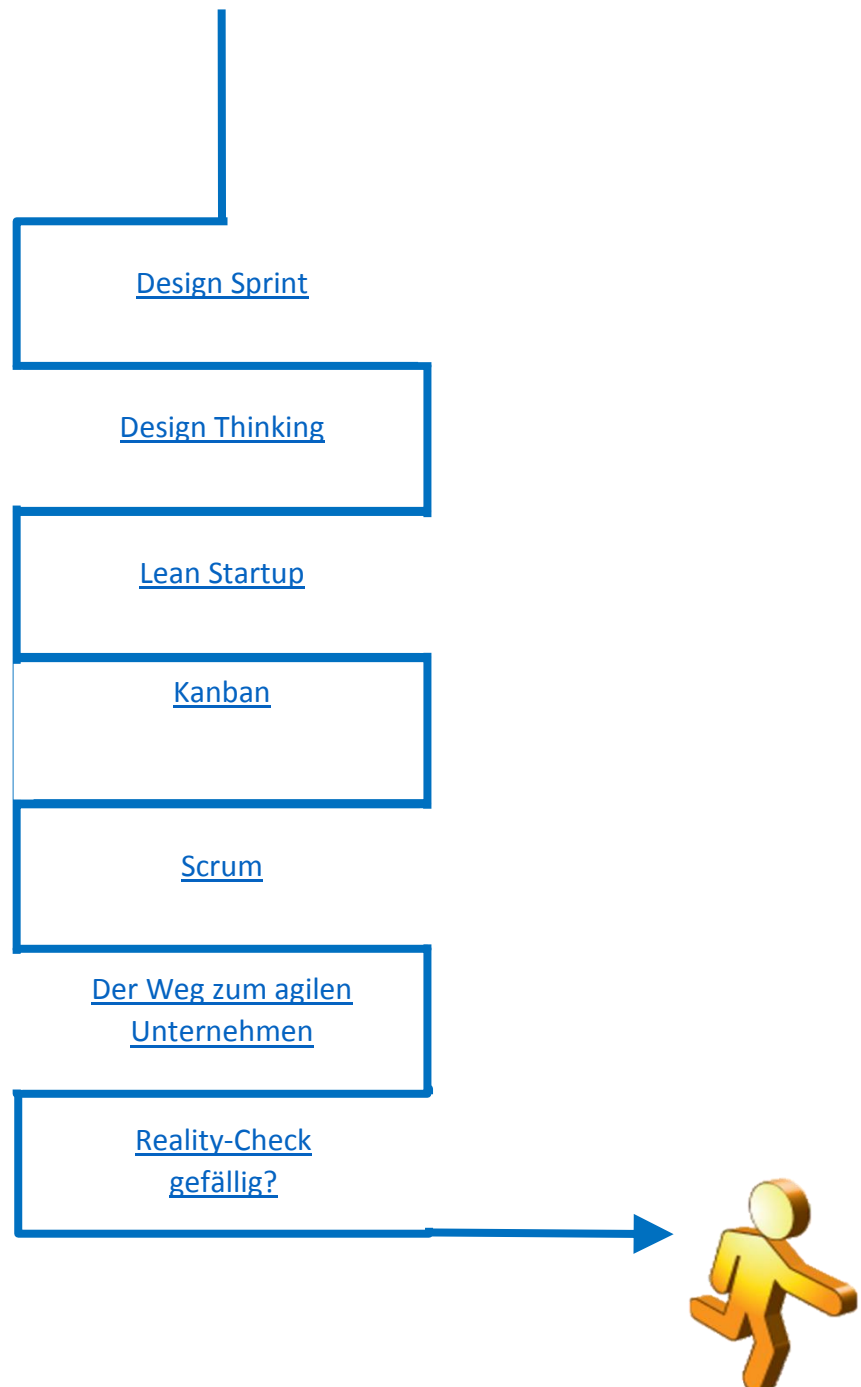 Design Sprint
Design Thinking
Lean Startup
Kanban
Scrum
Der Weg zum agilen
Unternehmen
Reality-Check
gefällig?